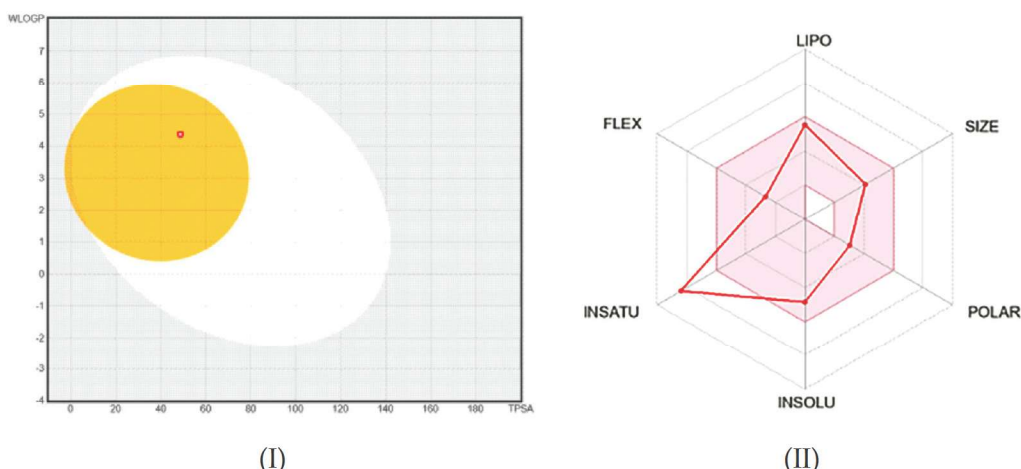 WLOGP
7
6
5
4
3
2
1
0
-1
-2
-3
-4
0 20 40 60 80 100 120 140 160 180 TPSA
(I)
LIPO
FLEX SIZE
INSATU POLAR
INSOLU
(II)